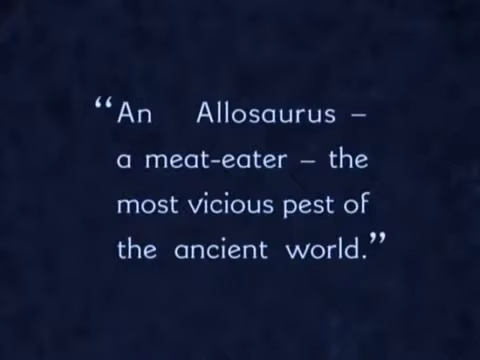 “An Allosaurus –
a meat-eater – the
most vicious pest of
the ancient world.”